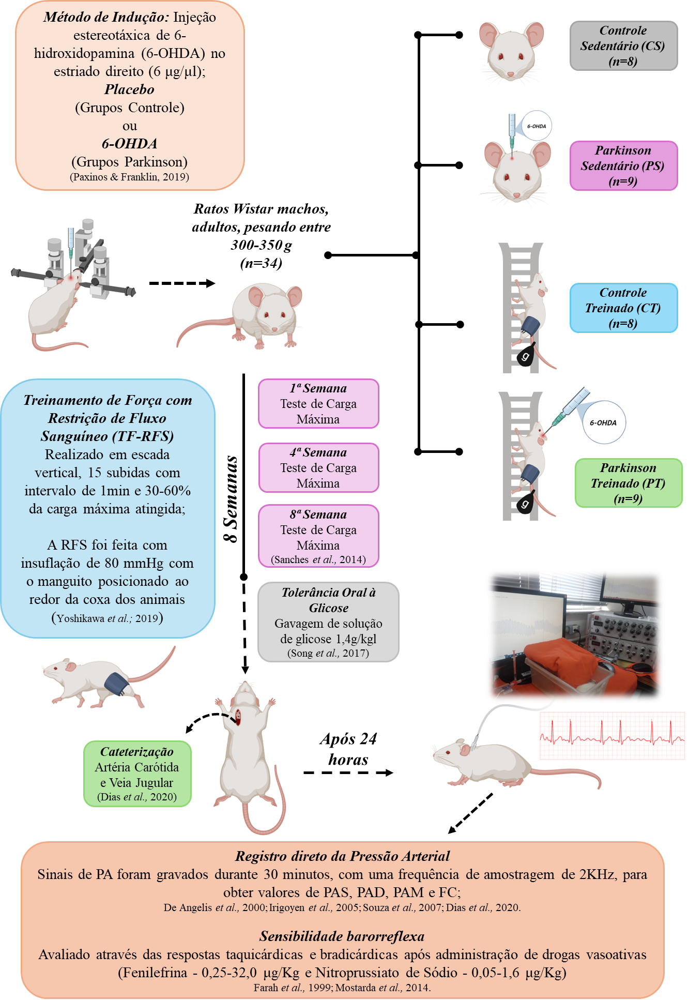 Método de Indução: Injeção
estereotáxica de 6-
hidroxidopamina (6-OHDA) no
estriado direito (6 µg/µl);
Placebo
(Grupos Controle)
ou
6-OHDA
(Grupos Parkinson)
(Paxinos & Franklin, 2019)
Controle
Sedentário (CS)
(n=8)
6-OHDA
Parkinson
Sedentário (PS)
(n=9)
Ratos Wistar machos,
adultos, pesando entre
300-350 g
(n=34)
Controle
Treinado (CT)
(n=8)
g
6-OHDA
Parkinson
Treinado (PT)
(n=9)
g
Treinamento de Força com
Restrição de Fluxo
Sanguíneo (TF-RFS)
Realizado em escada
vertical, 15 subidas com
intervalo de 1min e 30-60%
da carga máxima atingida;
A RFS foi feita com
insuflação de 80 mmHg com
o manguito posicionado ao
redor da coxa dos animais
(Yoshikawa et al.; 2019)
8 Semanas
1ª Semana
Teste de Carga
Máxima
4ª Semana
Teste de Carga
Máxima
8ª Semana
Teste de Carga
Máxima
(Sanches et al., 2014)
Tolerância Oral à
Glicose
Gavagem de solução
de glicose 1,4g/kgl
(Song et al., 2017)
Cateterização
Artéria Carótida
e Veia Jugular
(Dias et al., 2020)
Após 24
horas
Registro direto da Pressão Arterial
Sinais de PA foram gravados durante 30 minutos, com uma frequência de amostragem de 2KHz, para
obter valores de PAS, PAD, PAM e FC;
De Angelis et al., 2000; Irigoyen et al., 2005; Souza et al., 2007; Dias et al., 2020.
Sensibilidade barorreflexa
Avaliado através das respostas taquicárdicas e bradicárdicas após administração de drogas vasoativas
(Fenilefrina - 0,25-32,0 µg/Kg e Nitroprussiato de Sódio - 0,05-1,6 µg/Kg)
Farah et al., 1999; Mostarda et al., 2014.